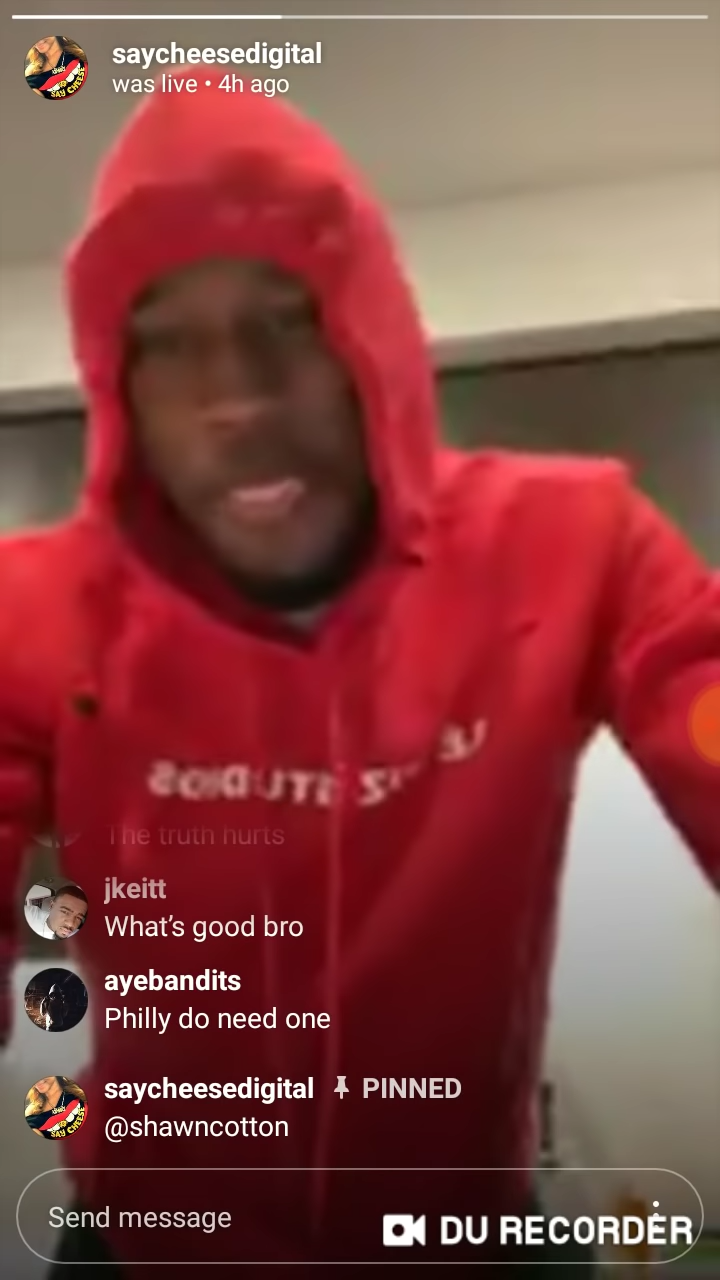 saycheesedigital
was live • 4h ago
The truth hurts
jkeitt
What’s good bro
ayebandits
Philly do need one
saycheesedigital PINNED
@shawncotton
Send message
DU RECORDER